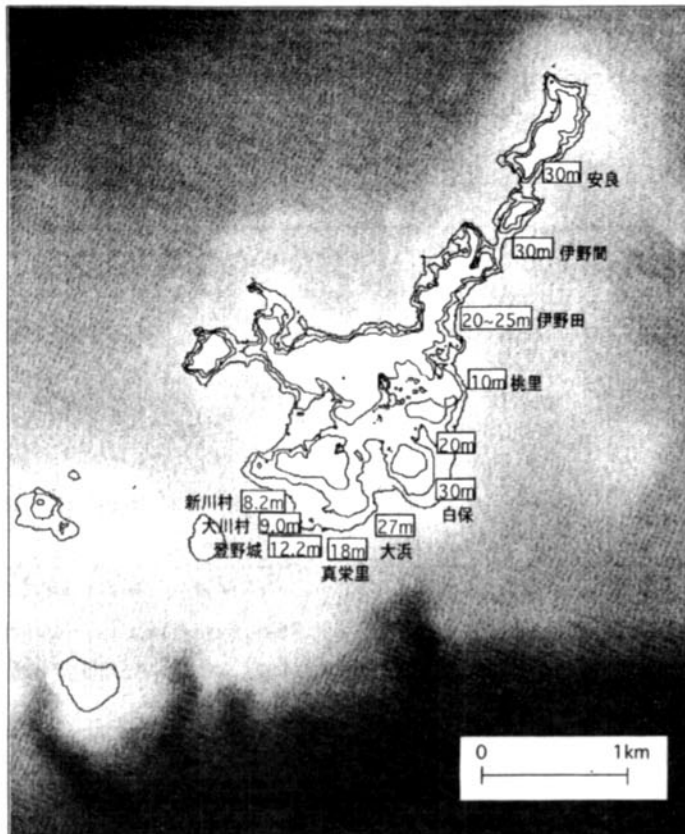 30m 安良
30m 伊野間
20~25m 伊野田
10m 桃里
20m
30m
白保
新川村 8.2m
大川村 9.0m
登野城 12.2m
18m
真栄里
27m
大浜
0 1km